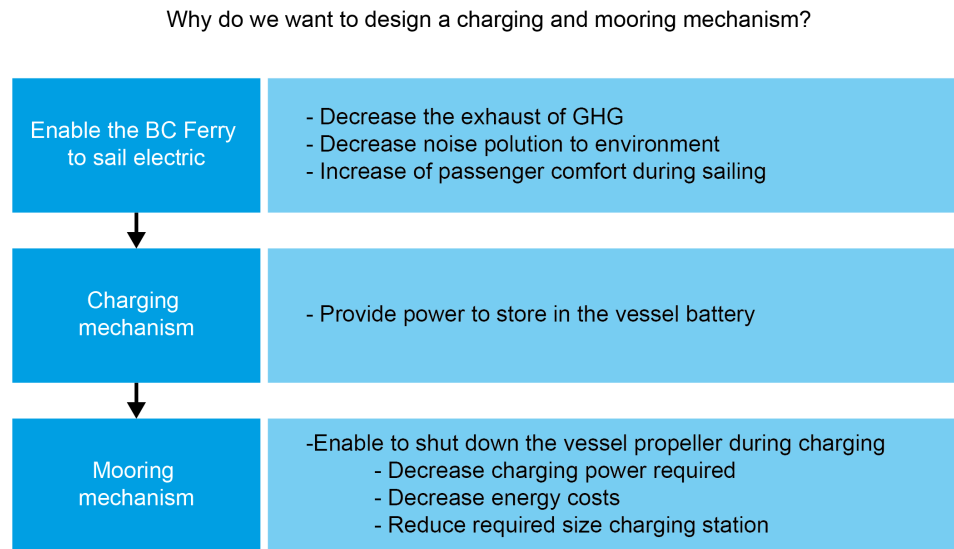 Why do we want to design a charging and mooring mechanism?
Enable the BC Ferry
to sail electric
- Decrease the exhaust of GHG
- Decrease noise polution to environment
- Increase of passenger comfort during sailing
Charging
mechanism
- Provide power to store in the vessel battery
Mooring
mechanism
-Enable to shut down the vessel propeller during charging
- Decrease charging power required
- Decrease energy costs
- Reduce required size charging station